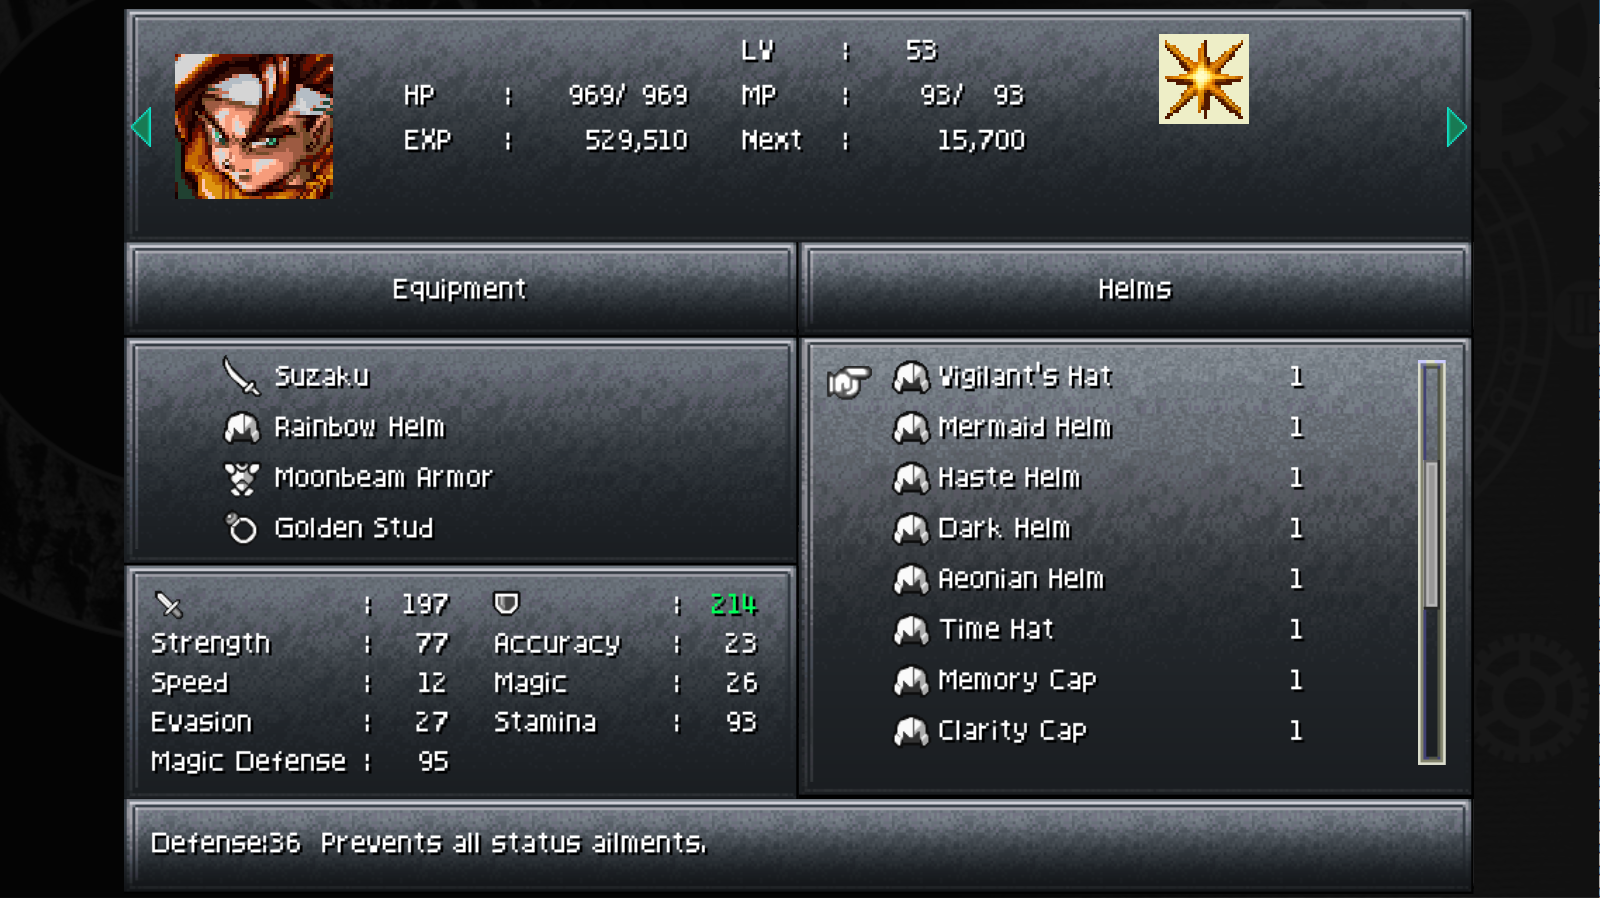 LV : 53
HP : 969/ 969 MP : 93/ 93
EXP : 529,510 Next : 15,700
Equipment
Helms
Suzaku
Rainbow Helm
Moonbeam Armor
Golden Stud
Vigilant's Hat 1
Mermaid Helm 1
Haste Helm 1
Dark Helm 1
Aeonian Helm 1
Time Hat 1
Memory Cap 1
Clarity Cap 1
: 197 : 214
Strength : 77 Accuracy : 23
Speed : 12 Magic : 26
Evasion : 27 Stamina : 93
Magic Defense : 95
Defense:36 Prevents all status ailments.